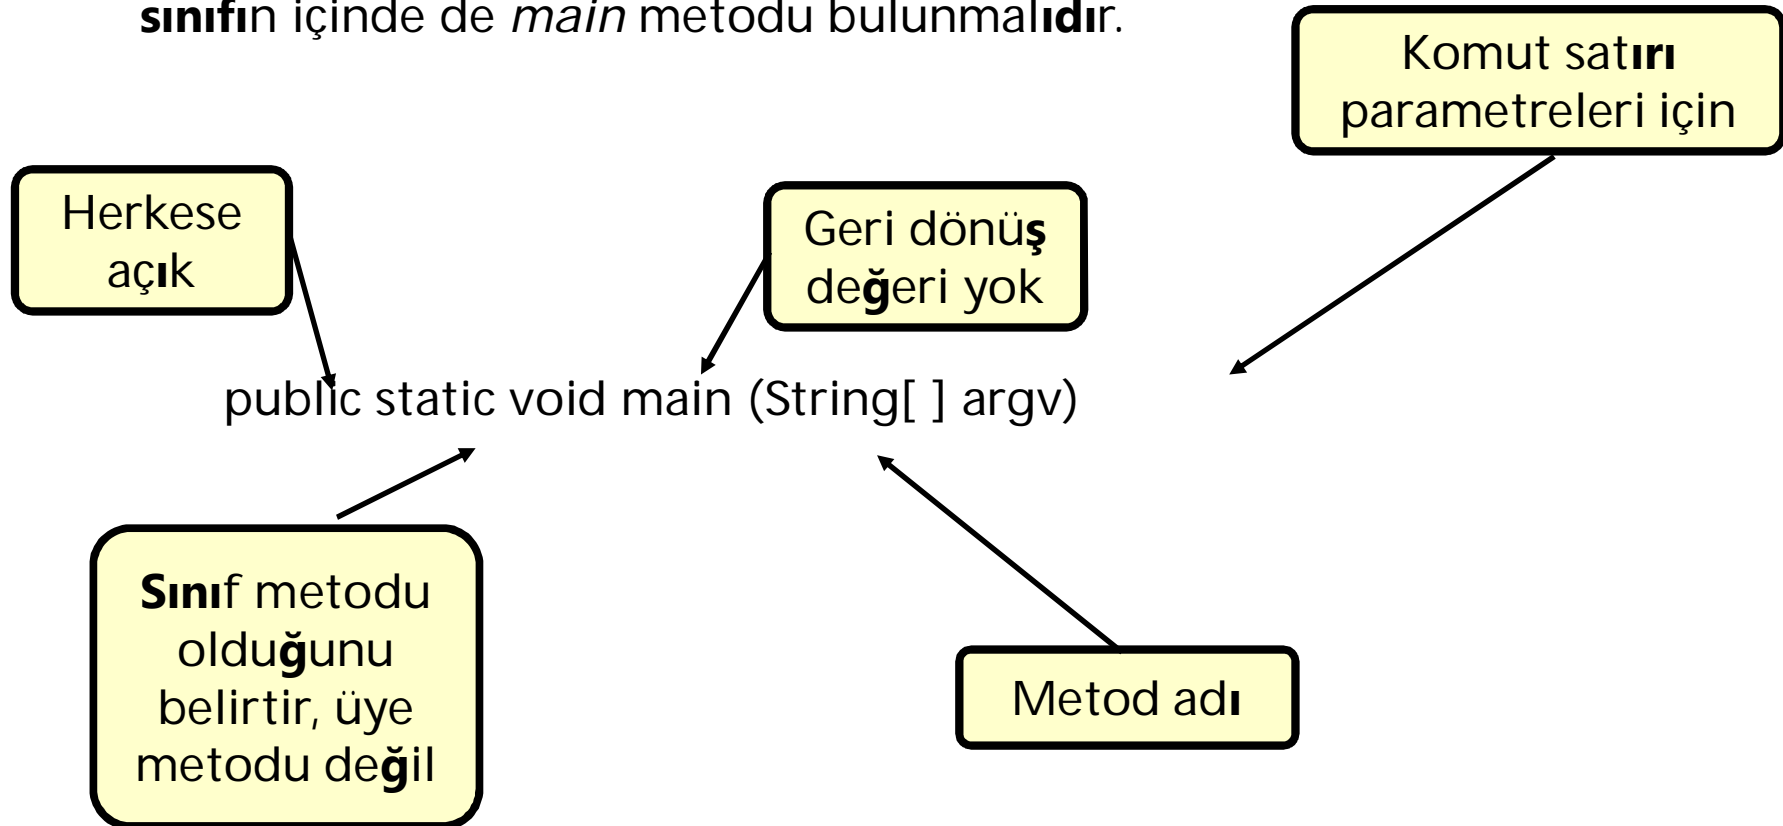 sınıfın içinde de main metodu bulunmalıdır.
Komut satırı
parametreleri için
Herkese
açık
Geri dönüş
değeri yok
public static void main (String[ ] argv)
Sınıf metodu
olduğunu
belirtir, üye
metodu değil
Metod adı